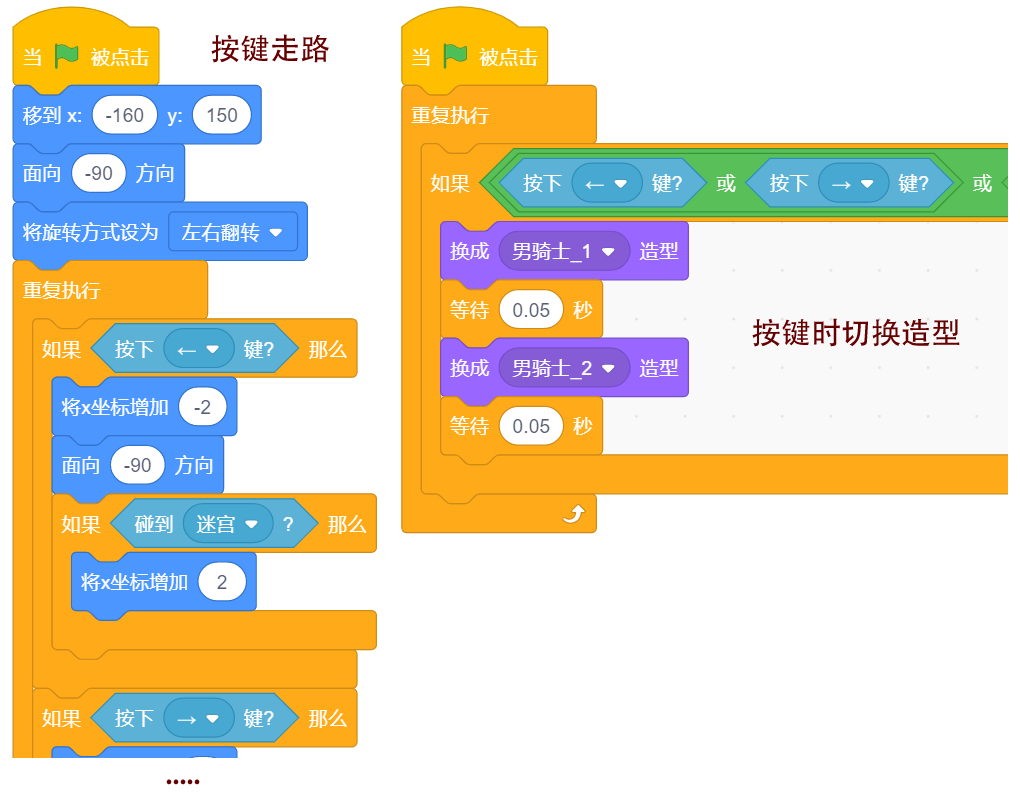 当 被点击
按键走路
移到 x: -160 y: 150
面向 -90 方向
将旋转方式设为 左右翻转
重复执行
如果 按下 ← 键? 那么
将x坐标增加 -2
面向 -90 方向
如果 碰到 迷宫 ? 那么
将x坐标增加 2
如果 按下 → 键? 那么
•••••
当 被点击
重复执行
如果 按下 ← 键? 或 按下 → 键? 或
换成 男骑士_1 造型
等待 0.05 秒
换成 男骑士_2 造型
等待 0.05 秒
按键时切换造型